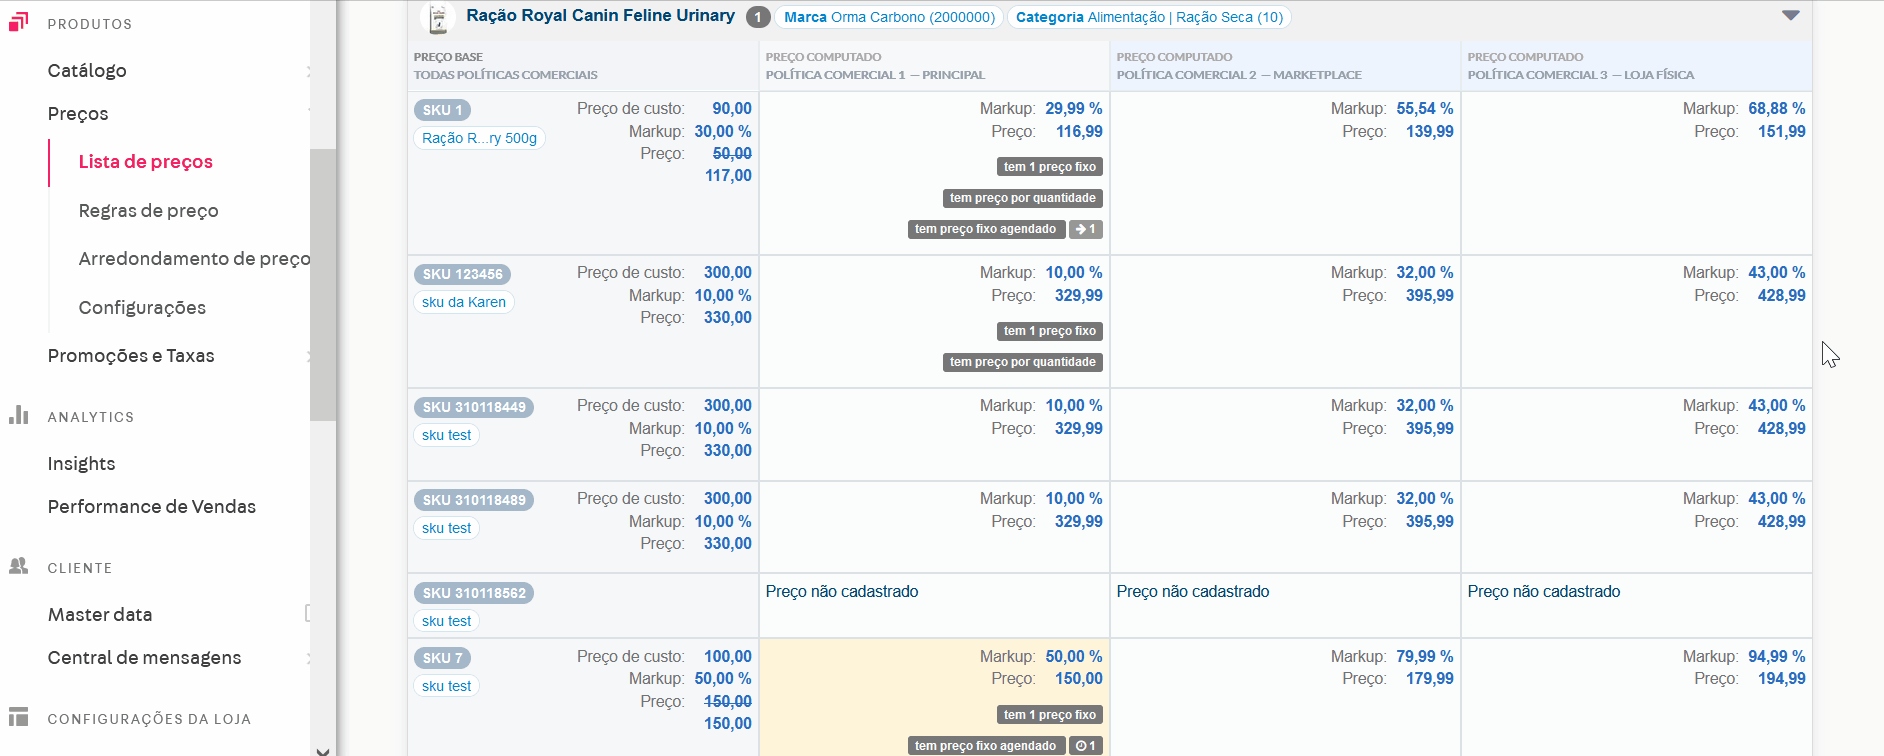 PRODUTOS
Catálogo
Preços
Lista de preços
Regras de preço
Arredondamento de preço
Configurações
Promoções e Taxas
ANALYTICS
Insights
Performance de Vendas
CLIENTE
Master data
Central de mensagens
CONFIGURAÇÕES DA LOJA
Ração Royal Canin Feline Urinary 1 Marca Orma Carbono (2000000) Categoria Alimentação | Ração Seca (10)
PREÇO BASE
TODAS POLÍTICAS COMERCIAIS
PREÇO COMPUTADO
POLÍTICA COMERCIAL 1 — PRINCIPAL
PREÇO COMPUTADO
POLÍTICA COMERCIAL 2 — MARKETPLACE
PREÇO COMPUTADO
POLÍTICA COMERCIAL 3 — LOJA FÍSICA
SKU 1
Ração R...ry 500g
Preço de custo: 90,00
Markup: 30,00 %
Preço: 50,00
117,00
Markup: 29,99 %
Preço: 116,99
tem 1 preço fixo
tem preço por quantidade
tem preço fixo agendado → 1
Markup: 55,54 %
Preço: 139,99
Markup: 68,88 %
Preço: 151,99
SKU 123456
sku da Karen
Preço de custo: 300,00
Markup: 10,00 %
Preço: 330,00
Markup: 10,00 %
Preço: 329,99
tem 1 preço fixo
tem preço por quantidade
Markup: 32,00 %
Preço: 395,99
Markup: 43,00 %
Preço: 428,99
SKU 310118449
sku test
Preço de custo: 300,00
Markup: 10,00 %
Preço: 330,00
Markup: 10,00 %
Preço: 329,99
Markup: 32,00 %
Preço: 395,99
Markup: 43,00 %
Preço: 428,99
SKU 310118489
sku test
Preço de custo: 300,00
Markup: 10,00 %
Preço: 330,00
Markup: 10,00 %
Preço: 329,99
Markup: 32,00 %
Preço: 395,99
Markup: 43,00 %
Preço: 428,99
SKU 310118562
sku test
Preço não cadastrado
Preço não cadastrado
Preço não cadastrado
SKU 7
sku test
Preço de custo: 100,00
Markup: 50,00 %
Preço: 150,00
150,00
Markup: 50,00 %
Preço: 150,00
tem 1 preço fixo
tem preço fixo agendado 1
Markup: 79,99 %
Preço: 179,99
Markup: 94,99 %
Preço: 194,99